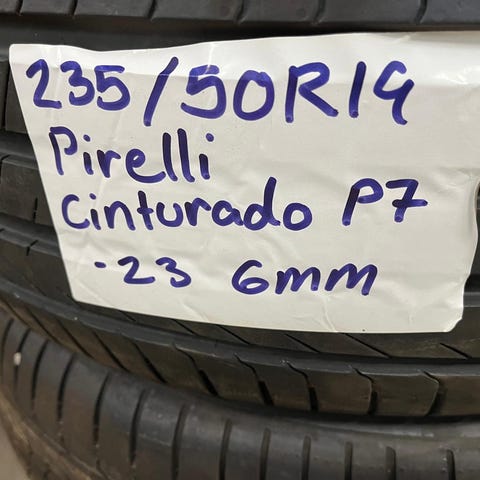 235/50R19
Pirelli
Cinturado P7
-23 6mm